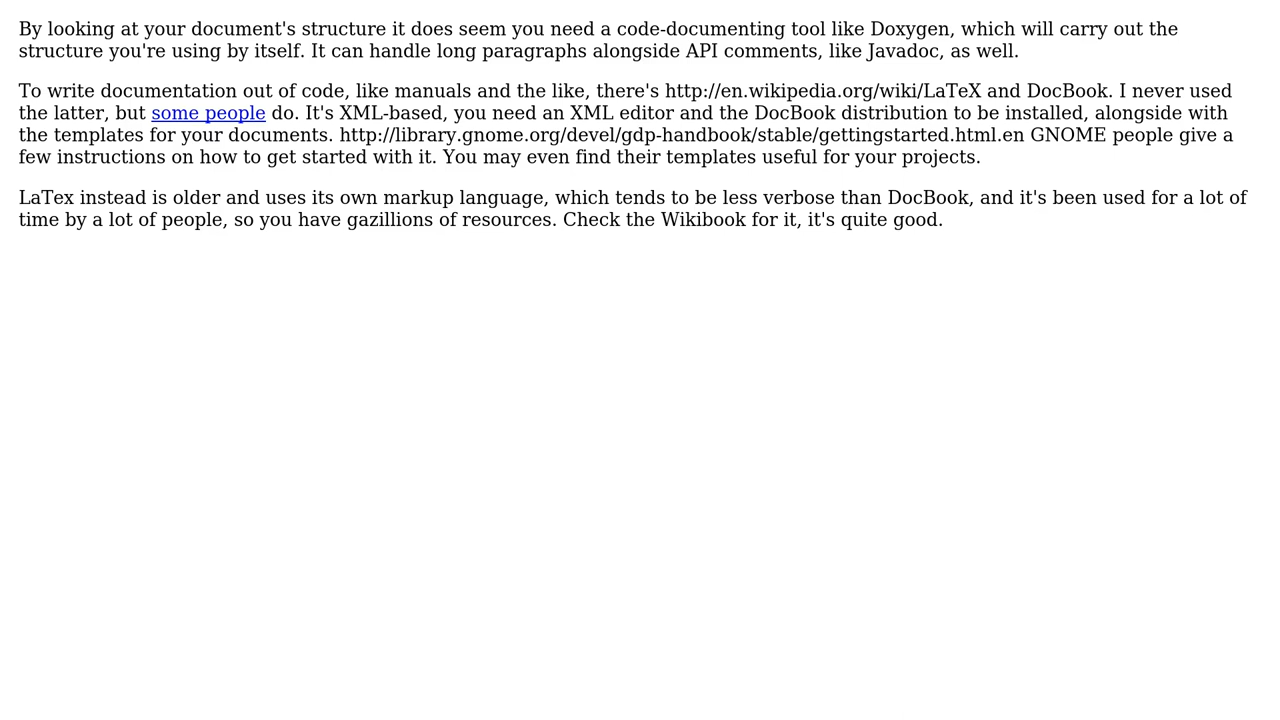 By looking at your document's structure it does seem you need a code-documenting tool like Doxygen, which will carry out the
structure you're using by itself. It can handle long paragraphs alongside API comments, like Javadoc, as well.
To write documentation out of code, like manuals and the like, there's http://en.wikipedia.org/wiki/LaTeX and DocBook. I never used
the latter, but some people do. It's XML-based, you need an XML editor and the DocBook distribution to be installed, alongside with
the templates for your documents. http://library.gnome.org/devel/gdp-handbook/stable/gettingstarted.html.en GNOME people give a
few instructions on how to get started with it. You may even find their templates useful for your projects.
LaTex instead is older and uses its own markup language, which tends to be less verbose than DocBook, and it's been used for a lot of
time by a lot of people, so you have gazillions of resources. Check the Wikibook for it, it's quite good.